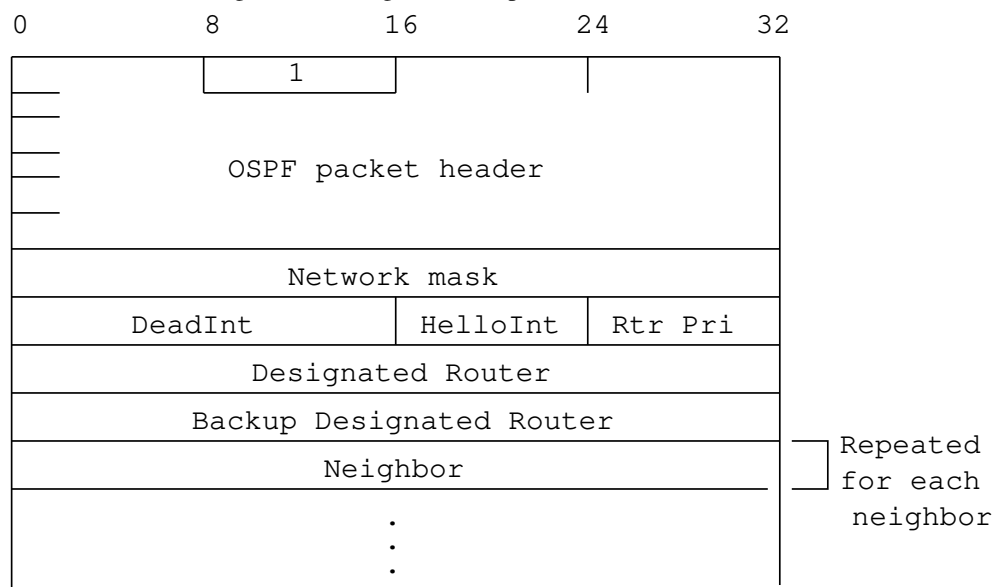 0 8 16 24 32
1
OSPF packet header
Network mask
DeadInt HelloInt Rtr Pri
Designated Router
Backup Designated Router
Neighbor
Repeated
for each
neighbor
.
.
.